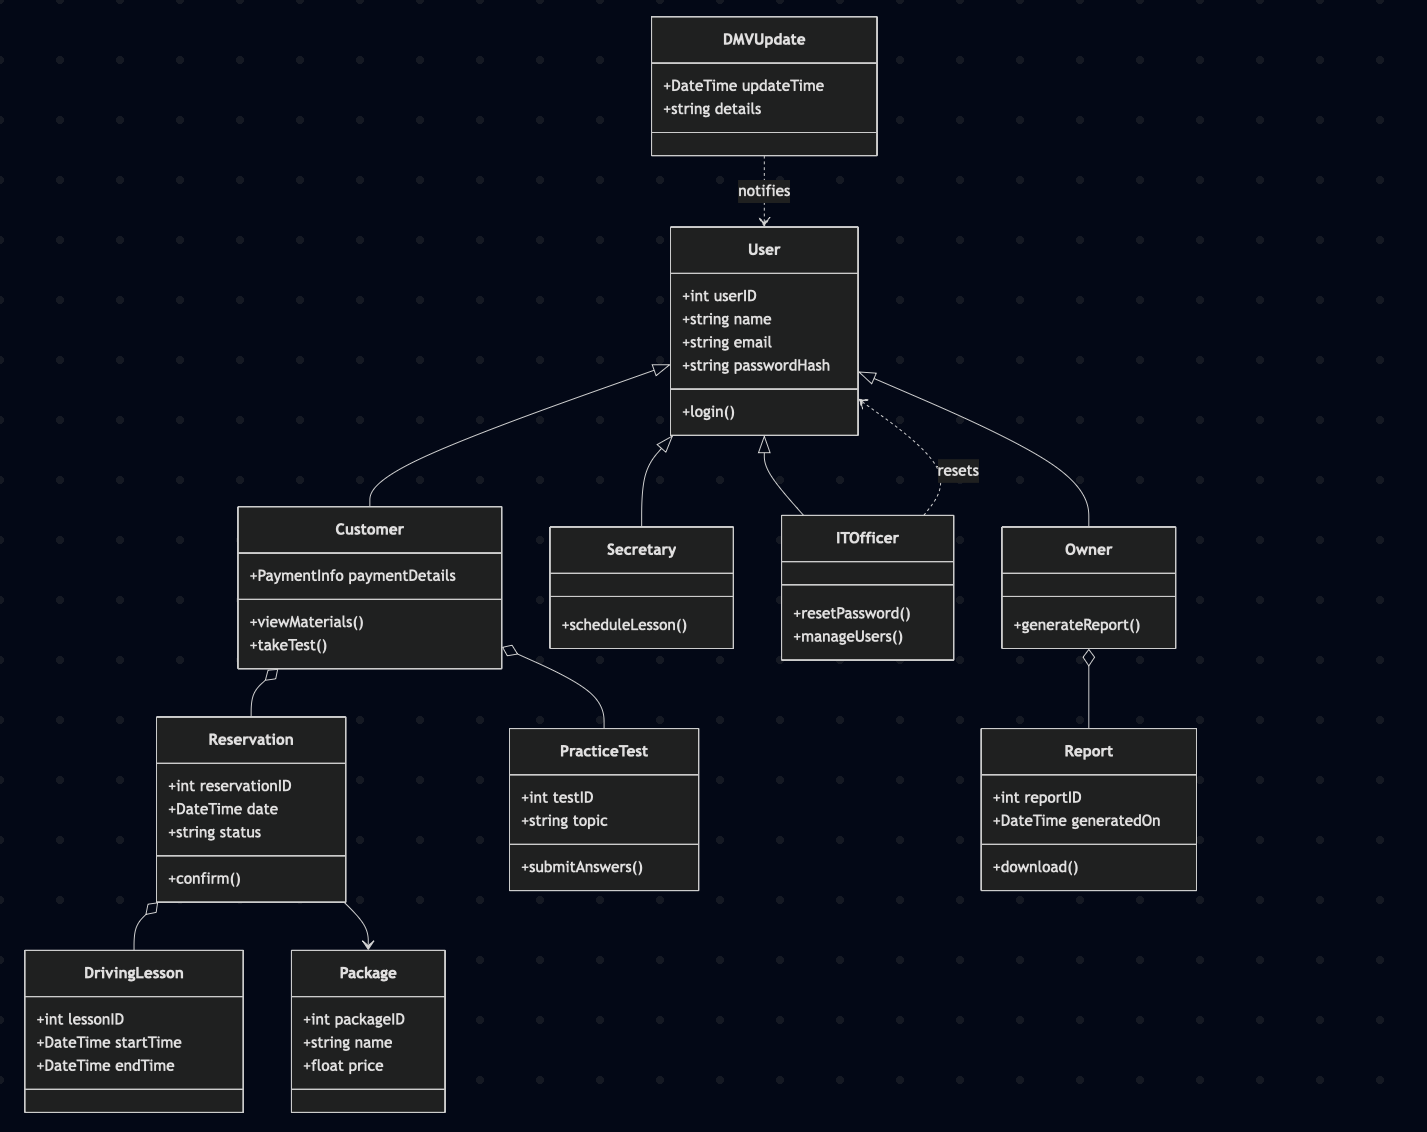 DMVUpdate
+DateTime updateTime
+string details
notifies
User
+int userID
+string name
+string email
+string passwordHash
+login()
resets
Customer
+PaymentInfo paymentDetails
+viewMaterials()
+takeTest()
Secretary
+scheduleLesson()
ITOfficer
+resetPassword()
+manageUsers()
Owner
+generateReport()
Reservation
+int reservationID
+DateTime date
+string status
+confirm()
PracticeTest
+int testID
+string topic
+submitAnswers()
Report
+int reportID
+DateTime generatedOn
+download()
DrivingLesson
+int lessonID
+DateTime startTime
+DateTime endTime
Package
+int packageID
+string name
+float price